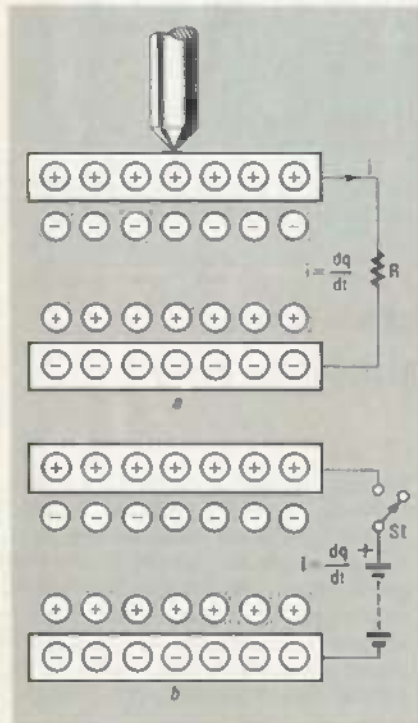 + + + + + + +
i
− − − − − − −
i = dq/dt R
+ + + + + + +
− − − − − − −
a
+ + + + + + +
− − − − − − −
S1
i = dq/dt +
+ + + + + + +
− − − − − − −
b